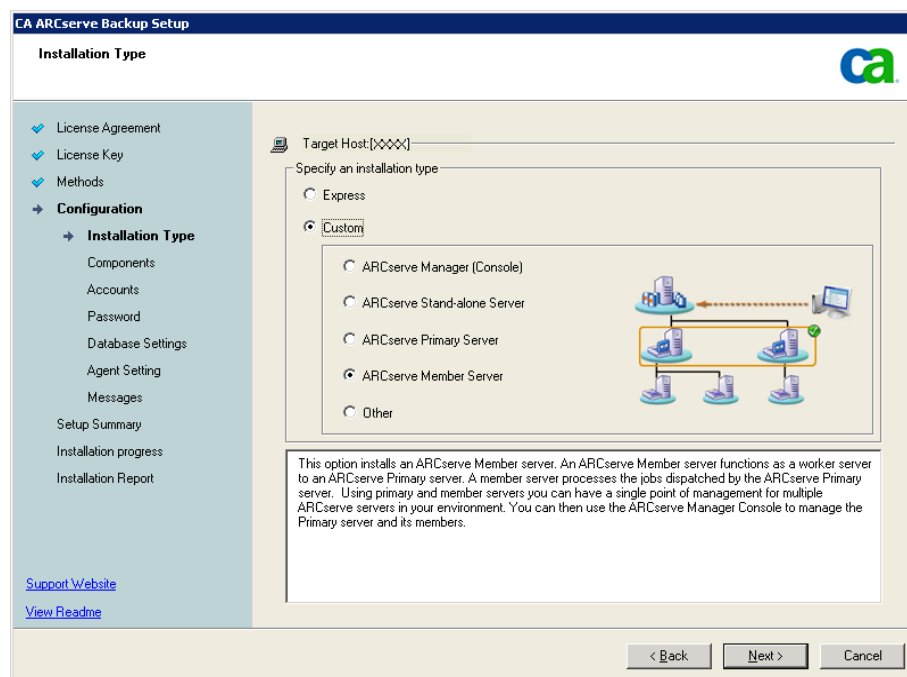 CA ARCserve Backup Setup
Installation Type
ca
License Agreement
License Key
Methods
Configuration
Installation Type
Components
Accounts
Password
Database Settings
Agent Setting
Messages
Setup Summary
Installation progress
Installation Report
Support Website
View Readme
Target Host:[XXXX]
Specify an installation type
Express
Custom
ARCserve Manager (Console)
ARCserve Stand-alone Server
ARCserve Primary Server
ARCserve Member Server
Other
This option installs an ARCserve Member server. An ARCserve Member server functions as a worker server
to an ARCserve Primary server. A member server processes the jobs dispatched by the ARCserve Primary
server.  Using primary and member servers you can have a single point of management for multiple
ARCserve servers in your environment. You can then use the ARCserve Manager Console to manage the
Primary server and its members.
< Back
Next >
Cancel